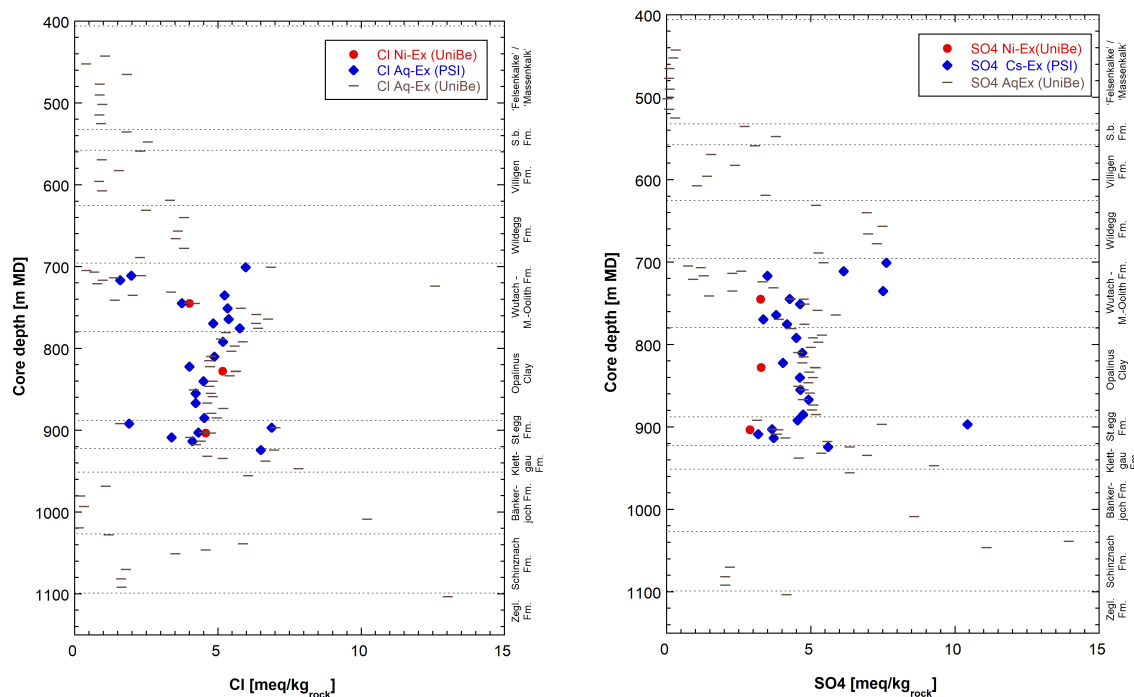 400
500
600
700
800
900
1000
1100
Core depth [m MD]
0
5
10
15
Cl [meq/kg_rock]
Cl Ni-Ex (UniBe)
Cl Aq-Ex (PSI)
Cl Aq-Ex (UniBe)
'Felsenkalke' /
'Massenkalk'
S.b.
Fm.
Villigen
Fm.
Wildegg
Fm.
Wutach -
M.-Oolith Fm.
Opalinus
Clay
St.egg
Fm.
Klett-
gau
Fm.
Bänker-
joch Fm.
Schinznach
Fm.
Zegl.
Fm.
400
500
600
700
800
900
1000
1100
Core depth [m MD]
0
5
10
15
SO4 [meq/kg_rock]
SO4 Ni-Ex(UniBe)
SO4 Cs-Ex (PSI)
SO4 AqEx (UniBe)
'Felsenkalke' /
'Massenkalk'
S.b.
Fm.
Villigen
Fm.
Wildegg
Fm.
Wutach -
M.-Oolith Fm.
Opalinus
Clay
St.egg
Fm.
Klett-
gau
Fm.
Bänker-
joch Fm.
Schinznach
Fm.
Zegl.
Fm.